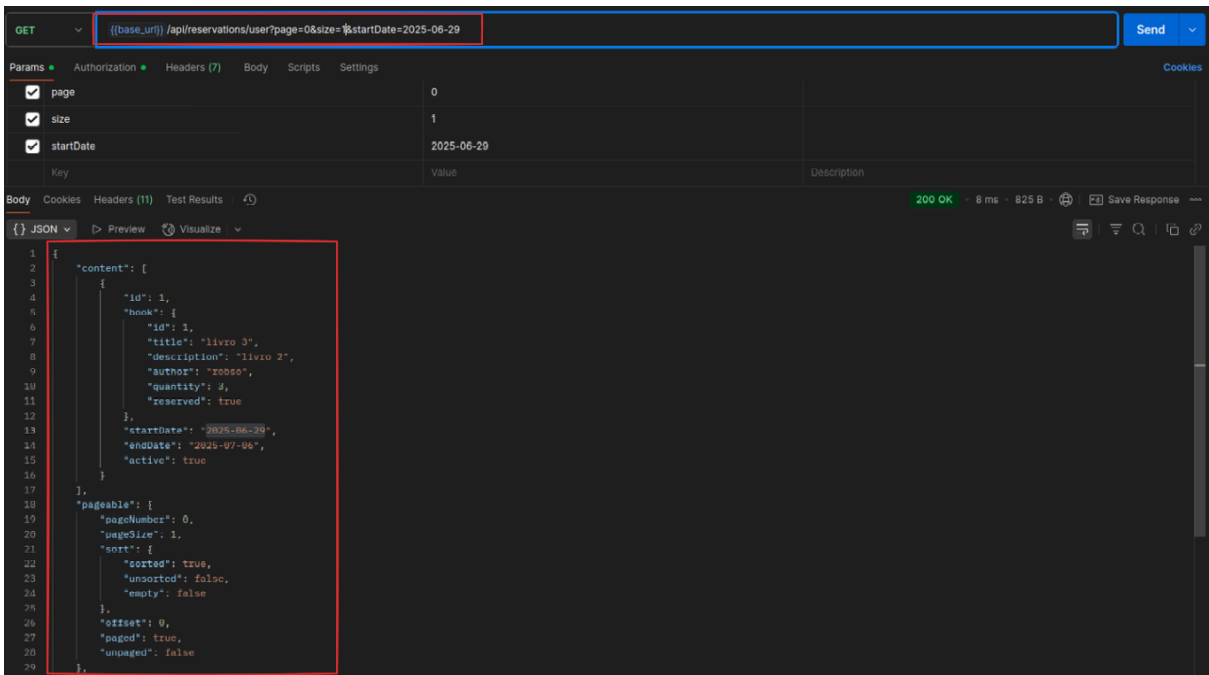 GET {{base_url}} /api/reservations/user?page=0&size=1&startDate=2025-06-29 Send
Params Authorization Headers (7) Body Scripts Settings Cookies
page 0
size 1
startDate 2025-06-29
Key Value Description
Body Cookies Headers (11) Test Results 200 OK 8 ms 825 B Save Response
{} JSON Preview Visualize
1 {
2 "content": [
3 {
4 "id": 1,
5 "book": {
6 "id": 1,
7 "title": "livro 3",
8 "description": "livro 2",
9 "author": "robso",
10 "quantity": 3,
11 "reserved": true
12 },
13 "startDate": "2025-06-29",
14 "endDate": "2025-07-06",
15 "active": true
16 }
17 ],
18 "pageable": {
19 "pageNumber": 0,
20 "pageSize": 1,
21 "sort": {
22 "sorted": true,
23 "unsorted": false,
24 "empty": false
25 },
26 "offset": 0,
27 "paged": true,
28 "unpaged": false
29 },